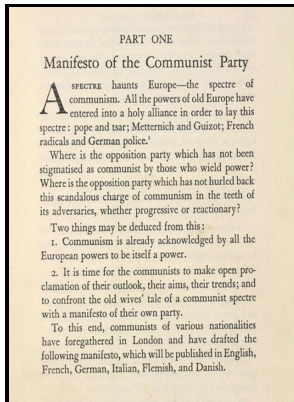 PART ONE
Manifesto of the Communist Party
A SPECTRE haunts Europe—the spectre of
communism. All the powers of old Europe have
entered into a holy alliance in order to lay this
spectre: pope and tsar; Metternich and Guizot; French
radicals and German police.¹
Where is the opposition party which has not been
stigmatised as communist by those who wield power?
Where is the opposition party which has not hurled back
this scandalous charge of communism in the teeth of
its adversaries, whether progressive or reactionary?
Two things may be deduced from this:
1. Communism is already acknowledged by all the
European powers to be itself a power.
2. It is time for the communists to make open pro-
clamation of their outlook, their aims, their trends; and
to confront the old wives' tale of a communist spectre
with a manifesto of their own party.
To this end, communists of various nationalities
have foregathered in London and have drafted the
following manifesto, which will be published in English,
French, German, Italian, Flemish, and Danish.